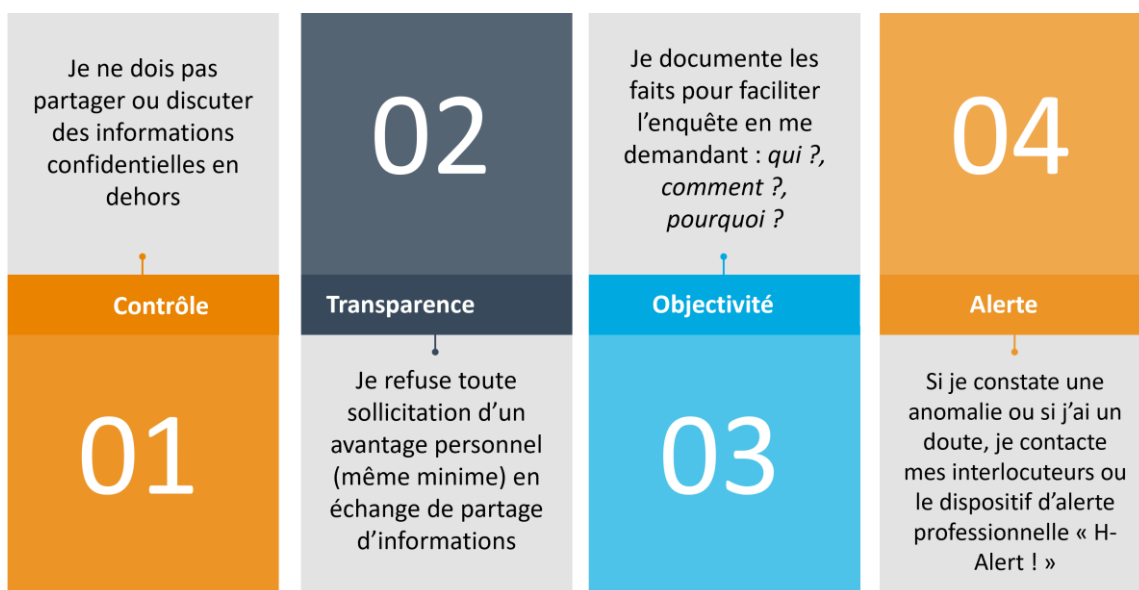 Je ne dois pas
partager ou discuter
des informations
confidentielles en
dehors
Contrôle
01
02
Transparence
Je refuse toute
sollicitation d’un
avantage personnel
(même minime) en
échange de partage
d’informations
Je documente les
faits pour faciliter
l’enquête en me
demandant : qui ?,
comment ?,
pourquoi ?
Objectivité
03
04
Alerte
Si je constate une
anomalie ou si j’ai un
doute, je contacte
mes interlocuteurs ou
le dispositif d’alerte
professionnelle « H-
Alert ! »